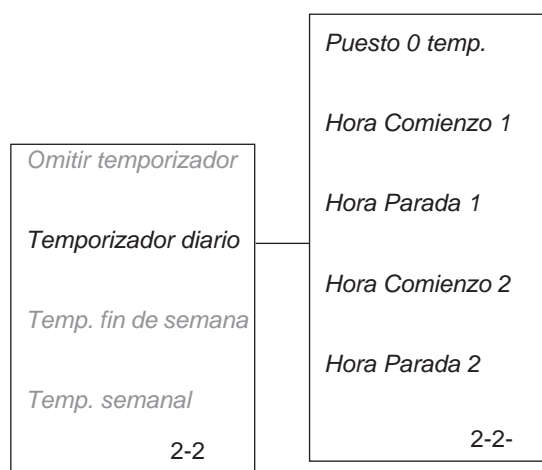 Omitir temporizador
Temporizador diario
Temp. fin de semana
Temp. semanal
2-2
Puesto 0 temp.
Hora Comienzo 1
Hora Parada 1
Hora Comienzo 2
Hora Parada 2
2-2-